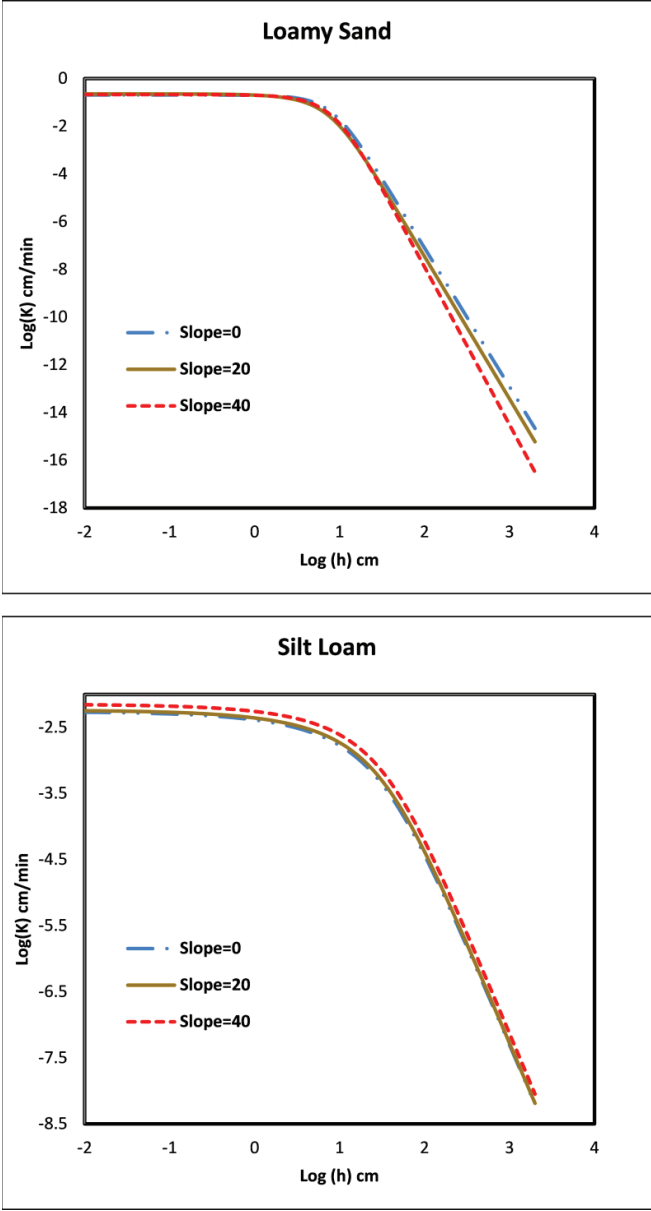 Loamy Sand
0
-2
-4
-6
-8
-10
-12
-14
-16
-18
Log(K) cm/min
Slope=0
Slope=20
Slope=40
-2 -1 0 1 2 3 4
Log (h) cm
Silt Loam
-2.5
-3.5
-4.5
-5.5
-6.5
-7.5
-8.5
Log(K) cm/min
Slope=0
Slope=20
Slope=40
-2 -1 0 1 2 3 4
Log (h) cm